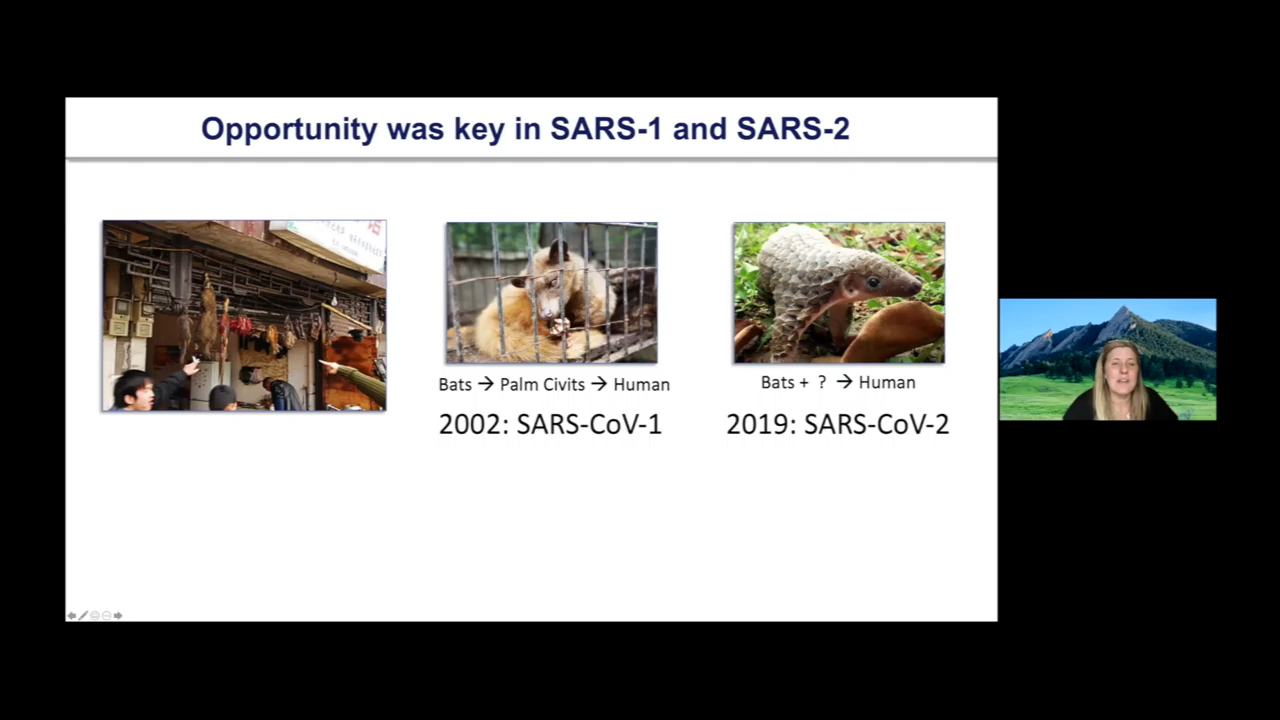 Opportunity was key in SARS-1 and SARS-2
Bats → Palm Civits → Human
2002: SARS-CoV-1
Bats + ? → Human
2019: SARS-CoV-2